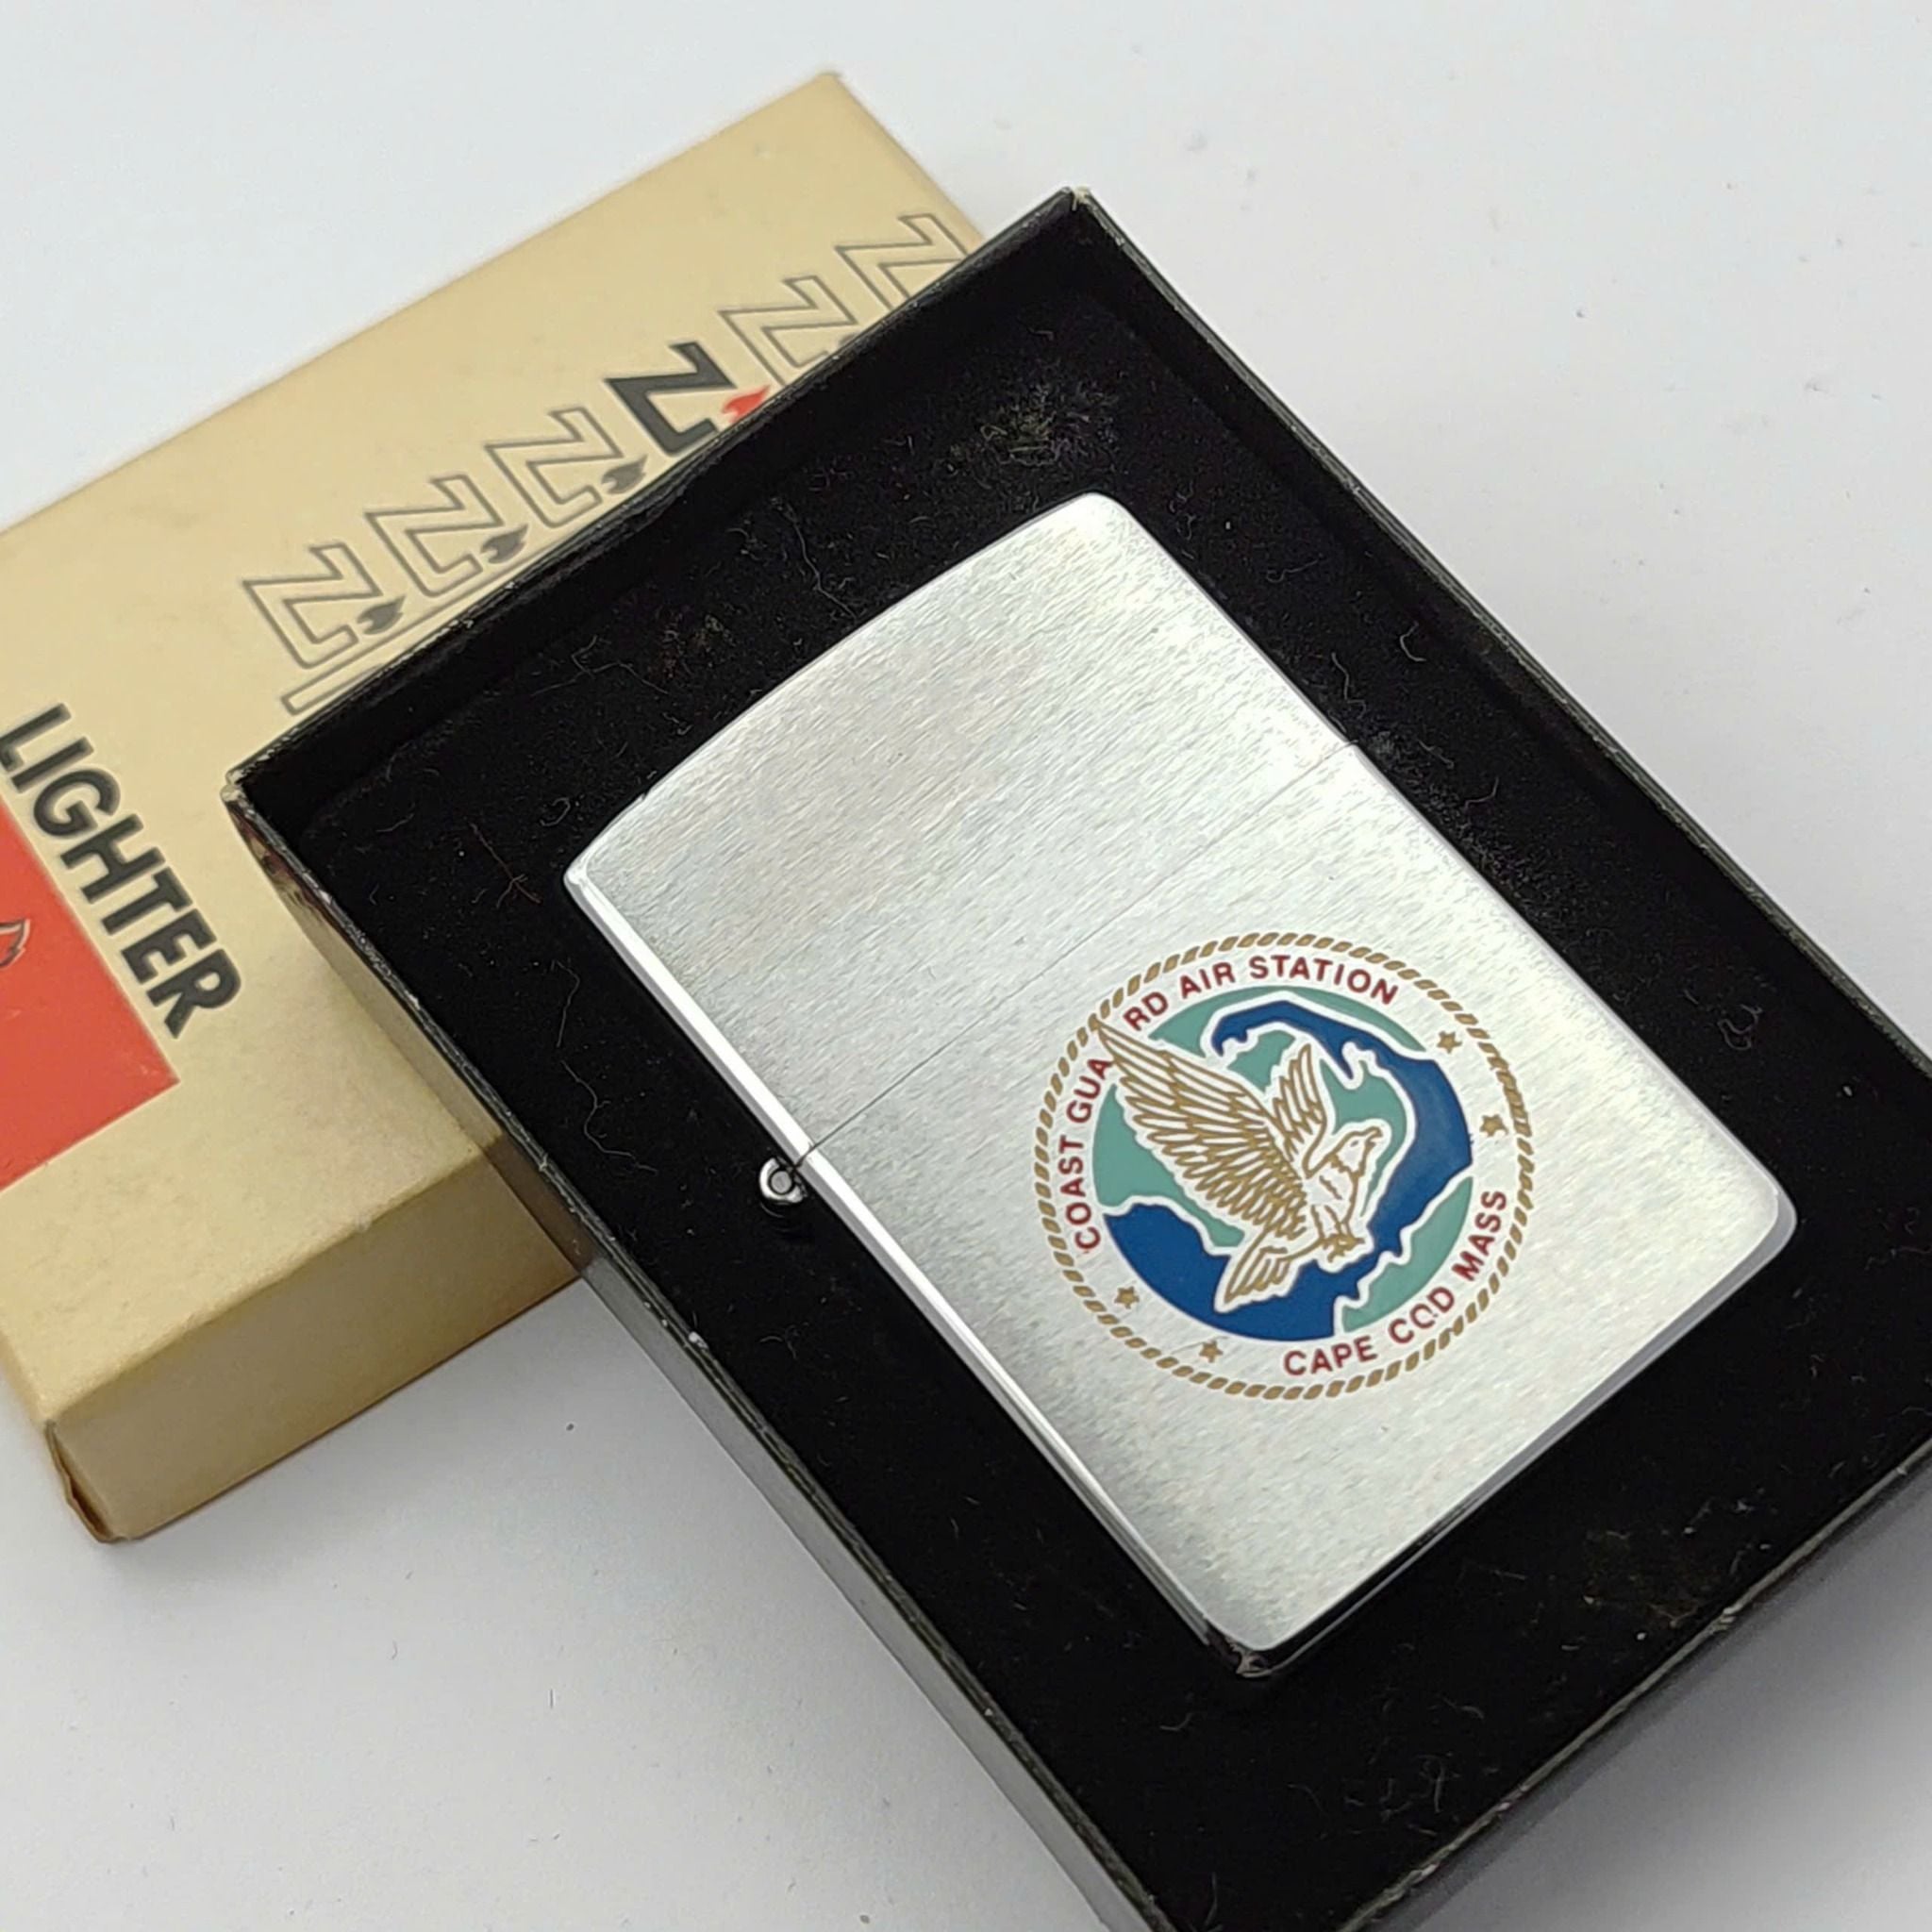 Z Z Z Z Z Z
LIGHTER
COAST GUARD AIR STATION
CAPE COD MASS